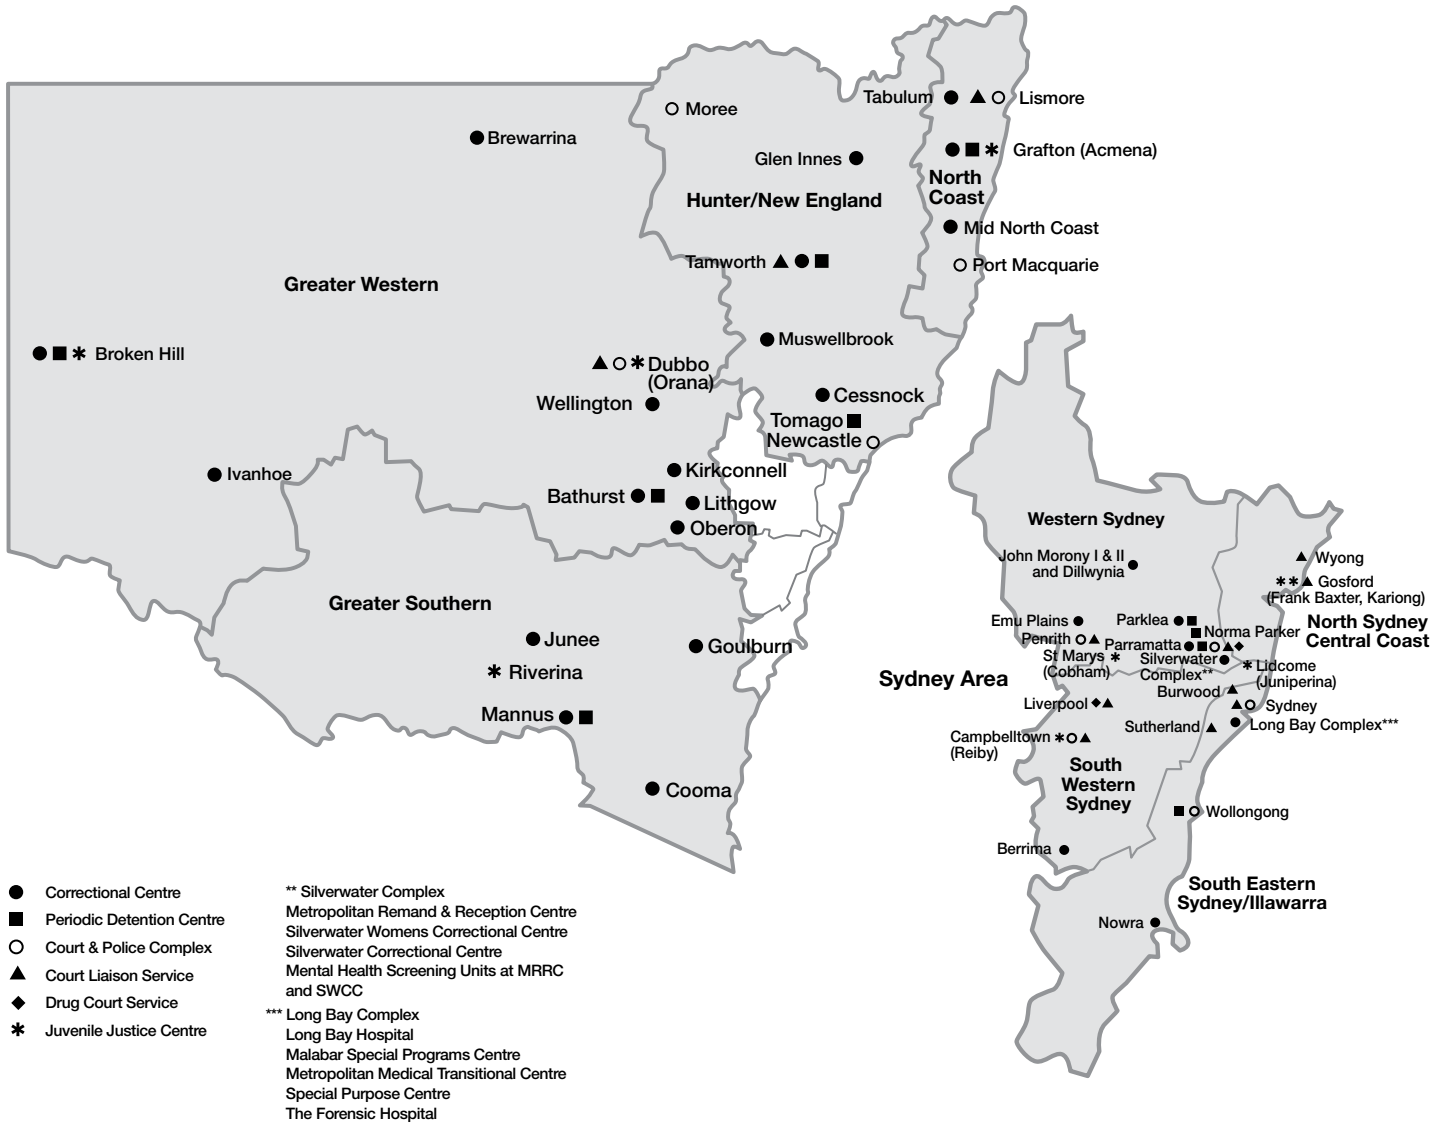 Moree
Brewarrina
Glen Innes
Hunter/New England
Tabulum
Lismore
Grafton (Acmena)
North
Coast
Mid North Coast
Port Macquarie
Tamworth
Greater Western
Muswellbrook
Broken Hill
Dubbo
(Orana)
Wellington
Cessnock
Tomago
Newcastle
Ivanhoe
Kirkconnell
Bathurst
Lithgow
Oberon
Greater Southern
Junee
Goulburn
Riverina
Mannus
Cooma
Sydney Area
Western Sydney
John Morony I & II
and Dillwynia
Wyong
Gosford
(Frank Baxter, Kariong)
North Sydney
Central Coast
Emu Plains
Parklea
Norma Parker
Penrith
Parramatta
St Marys
(Cobham)
Silverwater
Complex**
Lidcome
(Juniperina)
Burwood
Liverpool
Sydney
Sutherland
Long Bay Complex***
Campbelltown
(Reiby)
South
Western
Sydney
Wollongong
Berrima
South Eastern
Sydney/Illawarra
Nowra
Correctional Centre
Periodic Detention Centre
Court & Police Complex
Court Liaison Service
Drug Court Service
Juvenile Justice Centre
** Silverwater Complex
Metropolitan Remand & Reception Centre
Silverwater Womens Correctional Centre
Silverwater Correctional Centre
Mental Health Screening Units at MRRC
and SWCC
*** Long Bay Complex
Long Bay Hospital
Malabar Special Programs Centre
Metropolitan Medical Transitional Centre
Special Purpose Centre
The Forensic Hospital